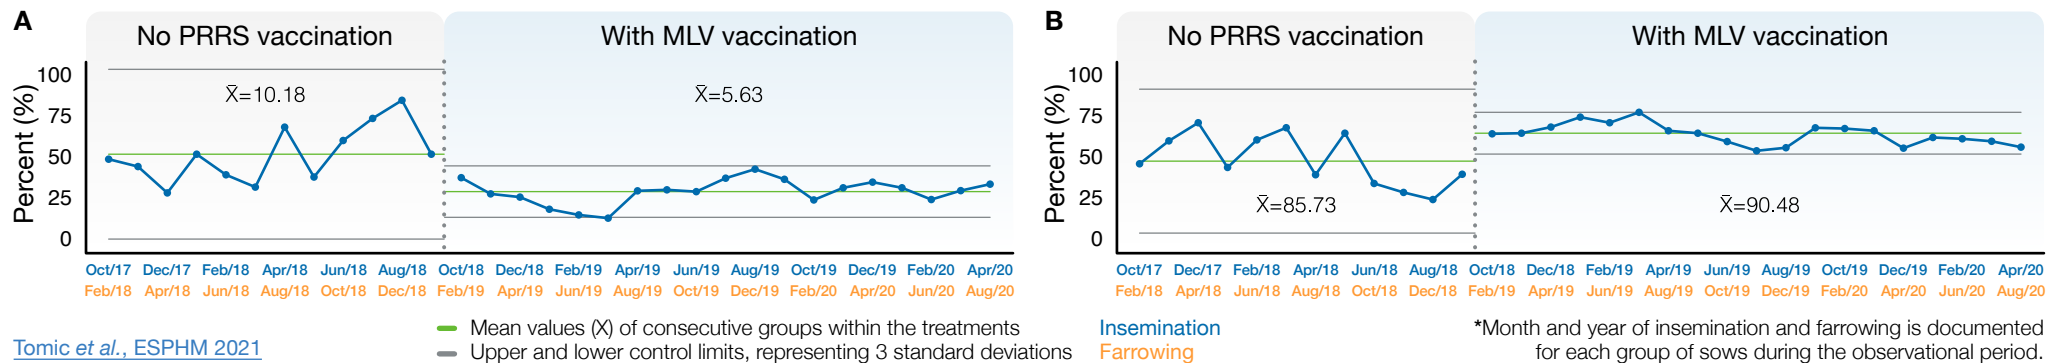 A
No PRRS vaccination
With MLV vaccination
Percent (%)
100
75
50
25
0
X̄=10.18
X̄=5.63
Oct/17 Dec/17 Feb/18 Apr/18 Jun/18 Aug/18 Oct/18 Dec/18 Feb/19 Apr/19 Jun/19 Aug/19 Oct/19 Dec/19 Feb/20 Apr/20
Feb/18 Apr/18 Jun/18 Aug/18 Oct/18 Dec/18 Feb/19 Apr/19 Jun/19 Aug/19 Oct/19 Dec/19 Feb/20 Apr/20 Jun/20 Aug/20
B
No PRRS vaccination
With MLV vaccination
Percent (%)
100
75
50
25
0
X̄=85.73
X̄=90.48
Oct/17 Dec/17 Feb/18 Apr/18 Jun/18 Aug/18 Oct/18 Dec/18 Feb/19 Apr/19 Jun/19 Aug/19 Oct/19 Dec/19 Feb/20 Apr/20
Feb/18 Apr/18 Jun/18 Aug/18 Oct/18 Dec/18 Feb/19 Apr/19 Jun/19 Aug/19 Oct/19 Dec/19 Feb/20 Apr/20 Jun/20 Aug/20
Tomic et al., ESPHM 2021
Mean values (X) of consecutive groups within the treatments
Upper and lower control limits, representing 3 standard deviations
Insemination
Farrowing
*Month and year of insemination and farrowing is documented
for each group of sows during the observational period.